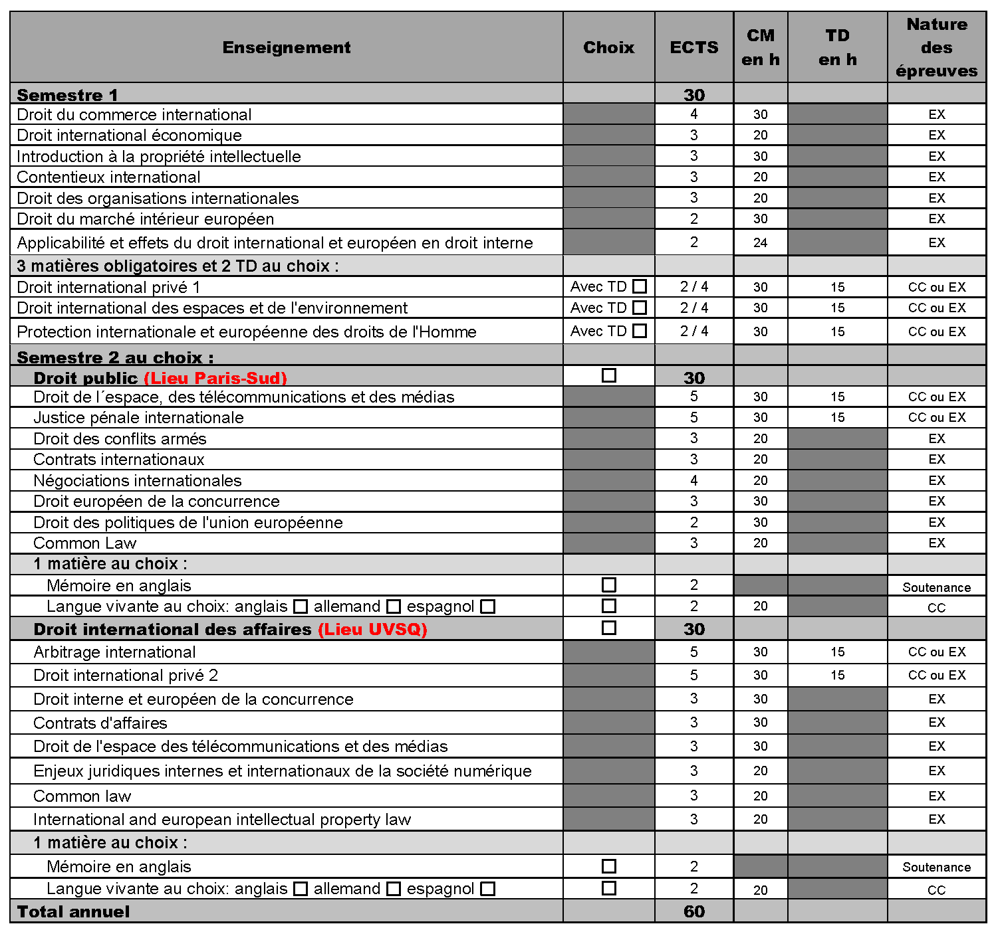 Enseignement Choix ECTS CM en h TD en h Nature des épreuves
Semestre 1 30
Droit du commerce international 4 30 EX
Droit international économique 3 20 EX
Introduction à la propriété intellectuelle 3 30 EX
Contentieux international 3 20 EX
Droit des organisations internationales 3 20 EX
Droit du marché intérieur européen 2 30 EX
Applicabilité et effets du droit international et européen en droit interne 2 24 EX
3 matières obligatoires et 2 TD au choix :
Droit international privé 1 Avec TD 2 / 4 30 15 CC ou EX
Droit international des espaces et de l'environnement Avec TD 2 / 4 30 15 CC ou EX
Protection internationale et européenne des droits de l'Homme Avec TD 2 / 4 30 15 CC ou EX
Semestre 2 au choix :
Droit public (Lieu Paris-Sud) 30
Droit de l´espace, des télécommunications et des médias 5 30 15 CC ou EX
Justice pénale internationale 5 30 15 CC ou EX
Droit des conflits armés 3 20 EX
Contrats internationaux 3 20 EX
Négociations internationales 4 20 EX
Droit européen de la concurrence 3 30 EX
Droit des politiques de l'union européenne 2 30 EX
Common Law 3 20 EX
1 matière au choix :
Mémoire en anglais 2 Soutenance
Langue vivante au choix: anglais allemand espagnol 2 20 CC
Droit international des affaires (Lieu UVSQ) 30
Arbitrage international 5 30 15 CC ou EX
Droit international privé 2 5 30 15 CC ou EX
Droit interne et européen de la concurrence 3 30 EX
Contrats d'affaires 3 30 EX
Droit de l'espace des télécommunications et des médias 3 30 EX
Enjeux juridiques internes et internationaux de la société numérique 3 20 EX
Common law 3 20 EX
International and european intellectual property law 3 20 EX
1 matière au choix :
Mémoire en anglais 2 Soutenance
Langue vivante au choix: anglais allemand espagnol 2 20 CC
Total annuel 60